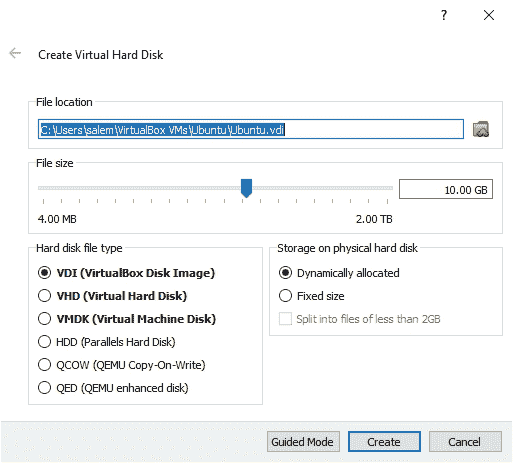 ?
Create Virtual Hard Disk
File location
C:\Users\salem\VirtualBox VMs\Ubuntu\Ubuntu.vdi
File size
10.00 GB
4.00 MB 2.00 TB
Hard disk file type
VDI (VirtualBox Disk Image)
VHD (Virtual Hard Disk)
VMDK (Virtual Machine Disk)
HDD (Parallels Hard Disk)
QCOW (QEMU Copy-On-Write)
QED (QEMU enhanced disk)
Storage on physical hard disk
Dynamically allocated
Fixed size
Split into files of less than 2GB
Guided Mode Create Cancel